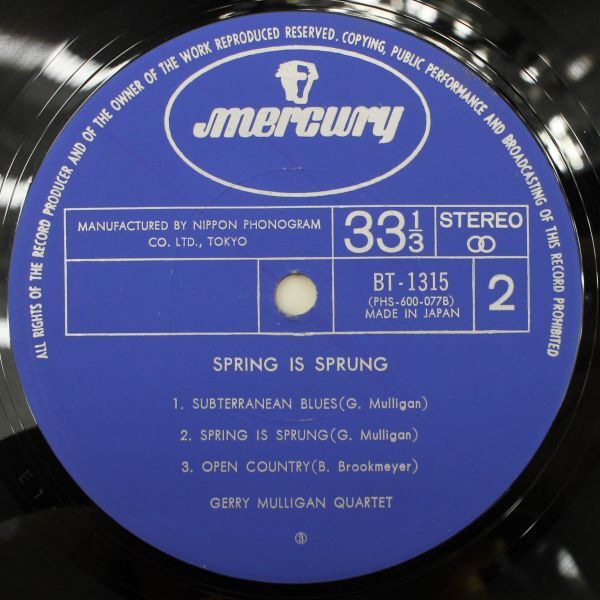 ALL RIGHTS OF THE RECORD PRODUCER AND OF THE OWNER OF THE WORK REPRODUCED RESERVED. COPYING, PUBLIC PERFORMANCE AND BROADCASTING OF THIS RECORD PROHIBITED
mercury
MANUFACTURED BY NIPPON PHONOGRAM
CO. LTD., TOKYO
33 1/3
STEREO
BT-1315
(PHS-600-077B)
MADE IN JAPAN
2
SPRING IS SPRUNG
1. SUBTERRANEAN BLUES (G. Mulligan)
2. SPRING IS SPRUNG (G. Mulligan)
3. OPEN COUNTRY (B. Brookmeyer)
GERRY MULLIGAN QUARTET